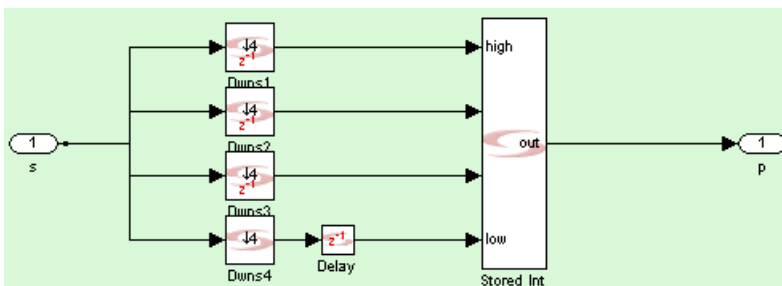 ↓4
z⁻¹
high
Dwns1
↓4
z⁻¹
Dwns2
1
out
1
s
p
↓4
z⁻¹
Dwns3
↓4
z⁻¹
low
Dwns4
Delay
Stored Int